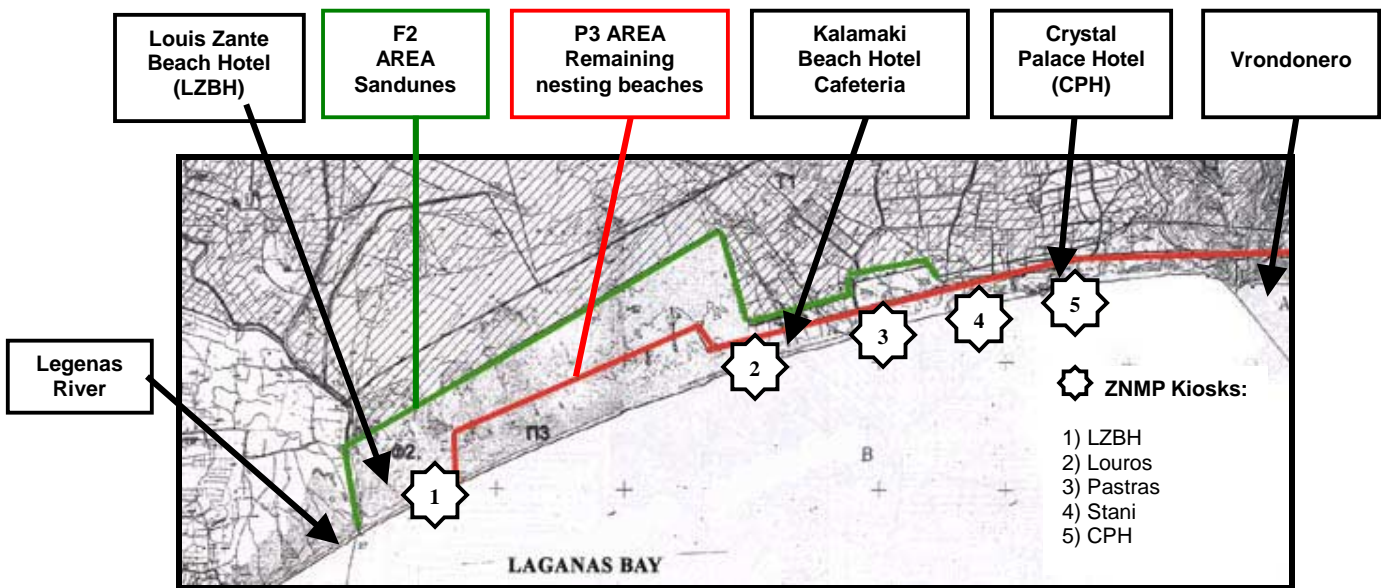 Louis Zante
Beach Hotel
(LZBH)
F2
AREA
Sandunes
P3 AREA
Remaining
nesting beaches
Kalamaki
Beach Hotel
Cafeteria
Crystal
Palace Hotel
(CPH)
Vrondonero
Legenas
River
Φ2
Π3
B
1
2
3
4
5
ZNMP Kiosks:
1) LZBH
2) Louros
3) Pastras
4) Stani
5) CPH
LAGANAS BAY